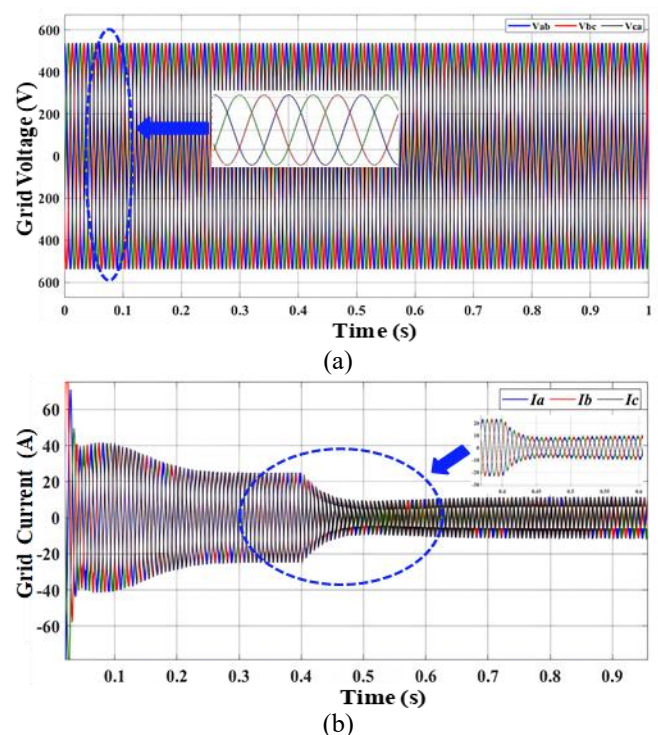 600
Vab Vbc Vca
400
200
0
200
400
600
Grid Voltage (V)
0 0.1 0.2 0.3 0.4 0.5 0.6 0.7 0.8 0.9 1
Time (s)
(a)
60
Ia Ib Ic
40
20
0
-20
-40
-60
Grid Current (A)
0.1 0.2 0.3 0.4 0.5 0.6 0.7 0.8 0.9
Time (s)
(b)